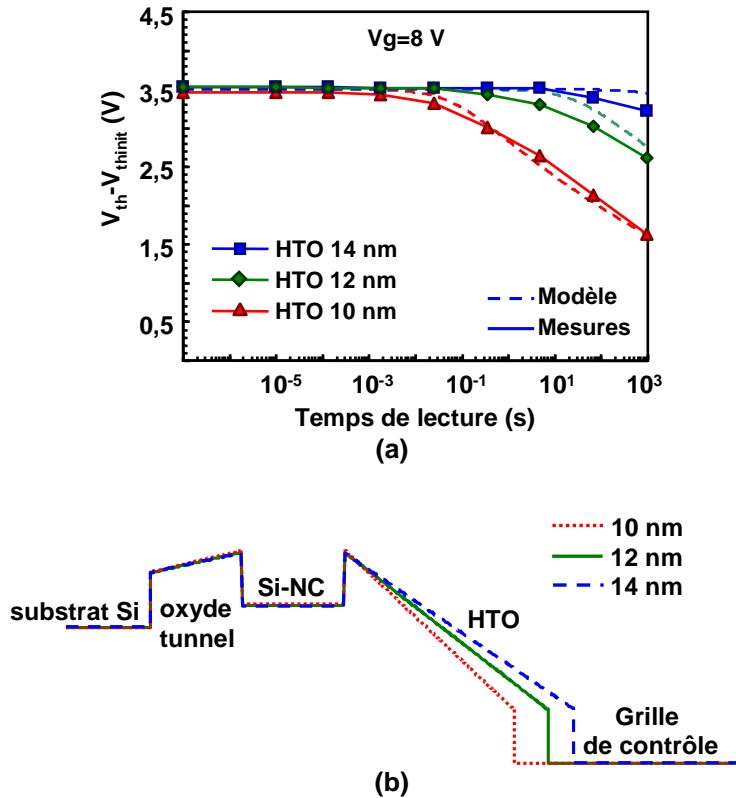 4,5
Vg=8 V
3,5
2,5
1,5
0,5
Vth-Vthinit (V)
HTO 14 nm
HTO 12 nm
HTO 10 nm
Modèle
Mesures
10-5 10-3 10-1 101 103
Temps de lecture (s)
(a)
10 nm
12 nm
14 nm
substrat Si
oxyde
tunnel
Si-NC
HTO
Grille
de contrôle
(b)